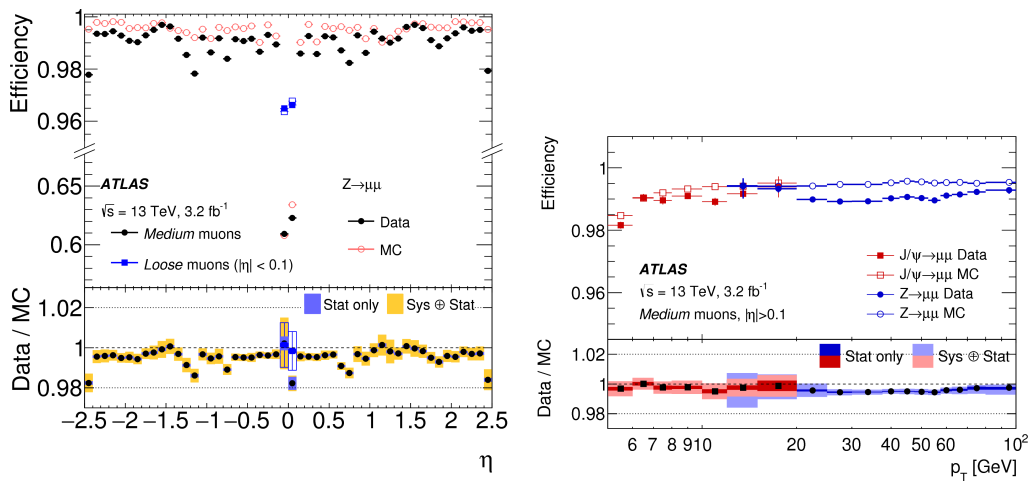 Efficiency
1
0.98
0.96
0.65
0.6
ATLAS
√s = 13 TeV, 3.2 fb⁻¹
Medium muons
Loose muons (|η| < 0.1)
Z→μμ
Data
MC
Data / MC
1.02
1
0.98
Stat only
Sys ⊕ Stat
−2.5 −2 −1.5 −1 −0.5 0 0.5 1 1.5 2 2.5
η
Efficiency
1
0.98
0.96
ATLAS
√s = 13 TeV, 3.2 fb⁻¹
Medium muons, |η|>0.1
J/ψ→μμ Data
J/ψ→μμ MC
Z→μμ Data
Z→μμ MC
Data / MC
1.02
1
0.98
Stat only
Sys ⊕ Stat
6 7 8 9 10 20 30 40 50 60 10²
p_T [GeV]